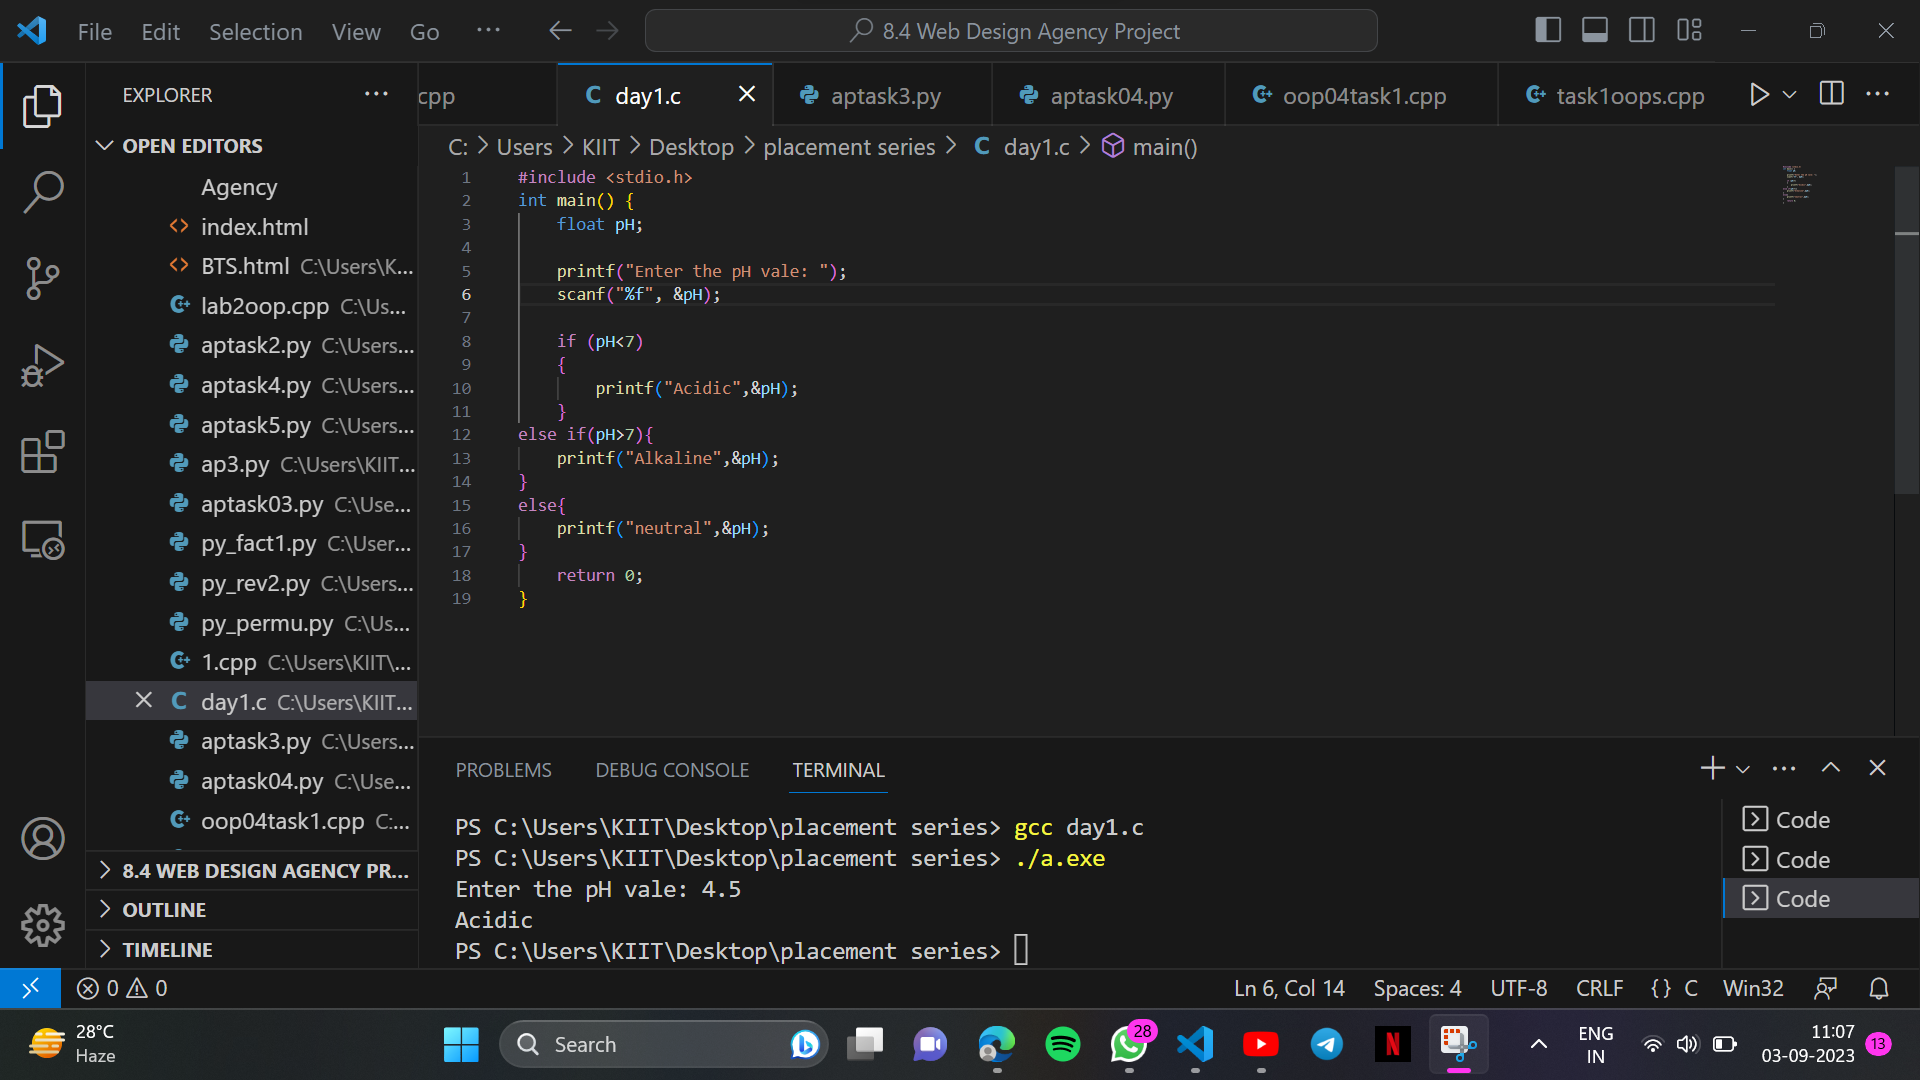 File Edit Selection View Go ··· 8.4 Web Design Agency Project
EXPLORER ···
cpp day1.c aptask3.py aptask04.py oop04task1.cpp task1oops.cpp
OPEN EDITORS
C: > Users > KIIT > Desktop > placement series > C day1.c > main()
Agency
index.html
BTS.html C:\Users\K...
lab2oop.cpp C:\Us...
aptask2.py C:\Users...
aptask4.py C:\Users...
aptask5.py C:\Users...
ap3.py C:\Users\KIIT...
aptask03.py C:\Use...
py_fact1.py C:\User...
py_rev2.py C:\Users...
py_permu.py C:\Us...
1.cpp C:\Users\KIIT\...
day1.c C:\Users\KIIT...
aptask3.py C:\Users...
aptask04.py C:\Use...
oop04task1.cpp C:...
8.4 WEB DESIGN AGENCY PR...
OUTLINE
TIMELINE
1 #include <stdio.h>
2 int main() {
3 float pH;
4
5 printf("Enter the pH vale: ");
6 scanf("%f", &pH);
7
8 if (pH<7)
9 {
10 printf("Acidic",&pH);
11 }
12 else if(pH>7){
13 printf("Alkaline",&pH);
14 }
15 else{
16 printf("neutral",&pH);
17 }
18 return 0;
19 }
PROBLEMS DEBUG CONSOLE TERMINAL
PS C:\Users\KIIT\Desktop\placement series> gcc day1.c
PS C:\Users\KIIT\Desktop\placement series> ./a.exe
Enter the pH vale: 4.5
Acidic
PS C:\Users\KIIT\Desktop\placement series>
Code
Code
Code
0 0 Ln 6, Col 14 Spaces: 4 UTF-8 CRLF {} C Win32
28°C
Haze
Search
28
N
ENG
IN
11:07
03-09-2023
13